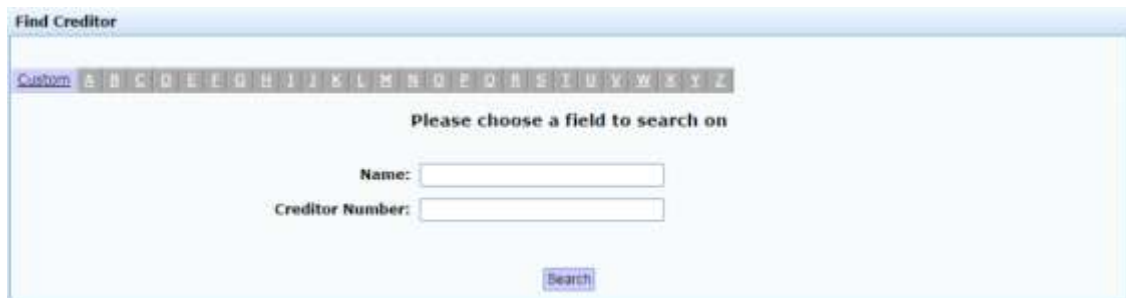 Find Creditor
Custom A B C D E F G H I J K L M N O P Q R S T U V W X Y Z
Please choose a field to search on
Name:
Creditor Number:
Search